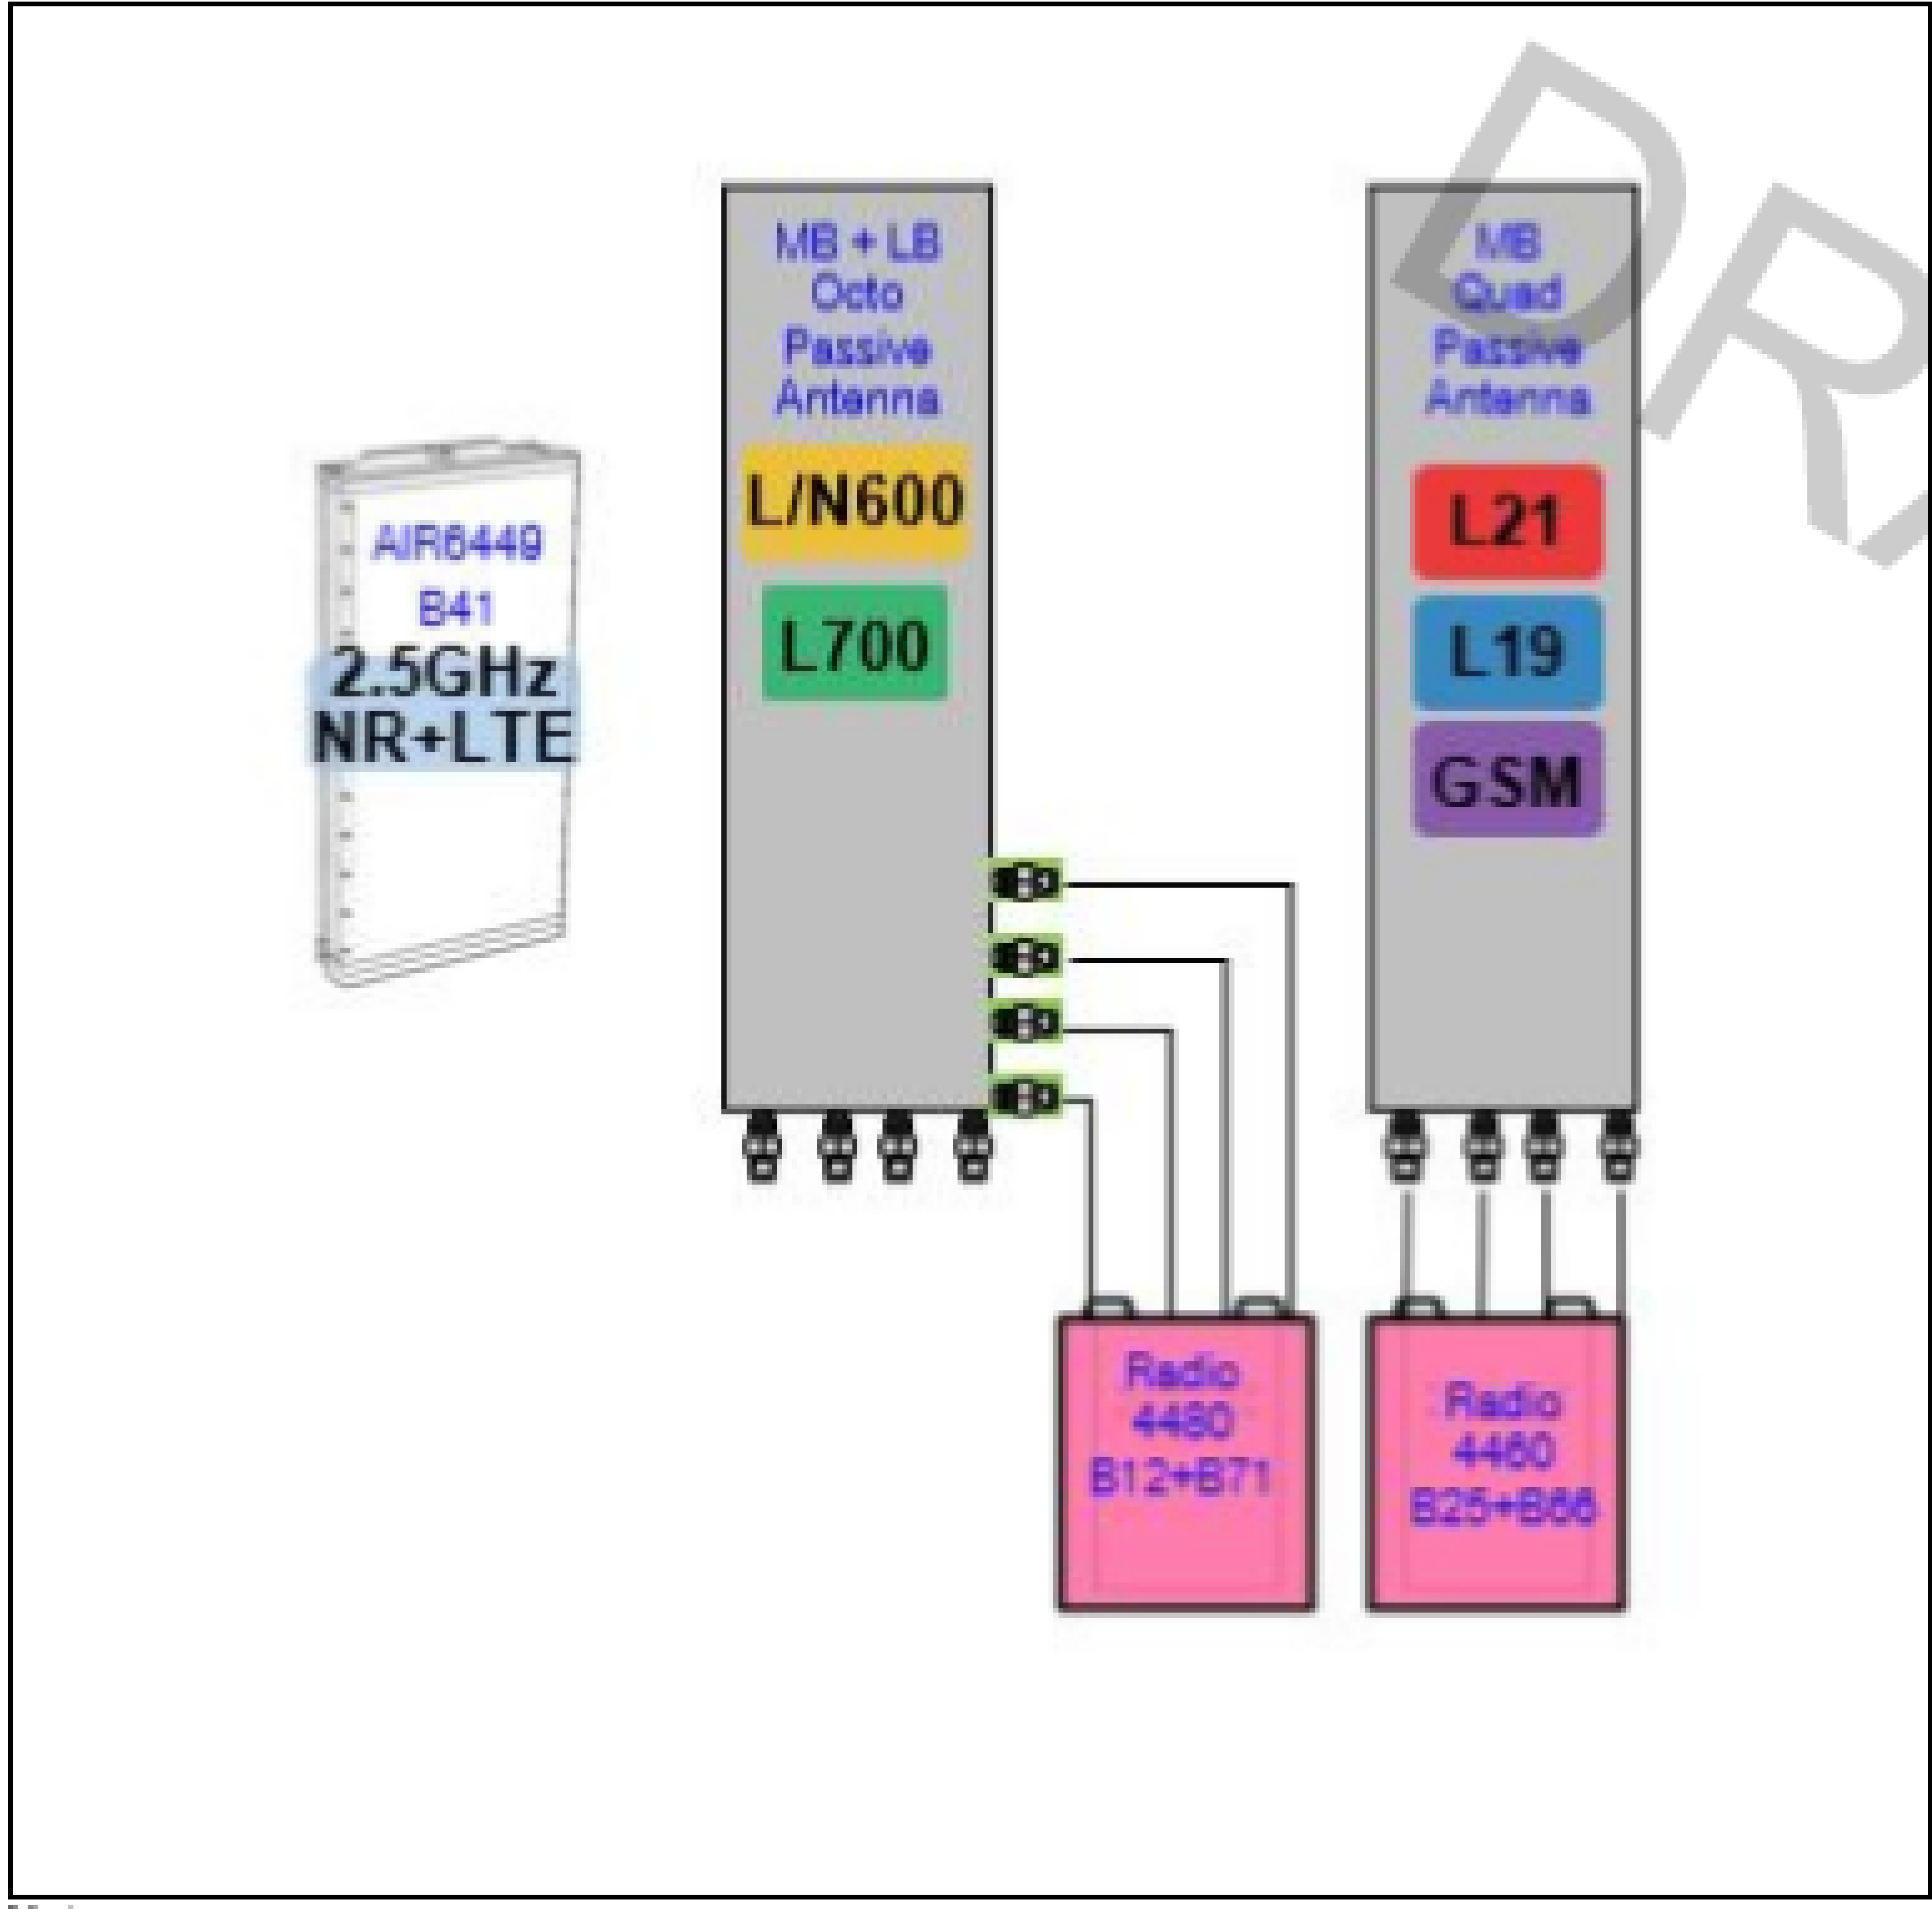 MB + LB
Octo
Passive
Antenna
L/N600
L700
MB
Quad
Passive
Antenna
L21
L19
GSM
AIR6449
B41
2.5GHz
NR+LTE
Radio
4480
B12+B71
Radio
4460
B25+B66
DR